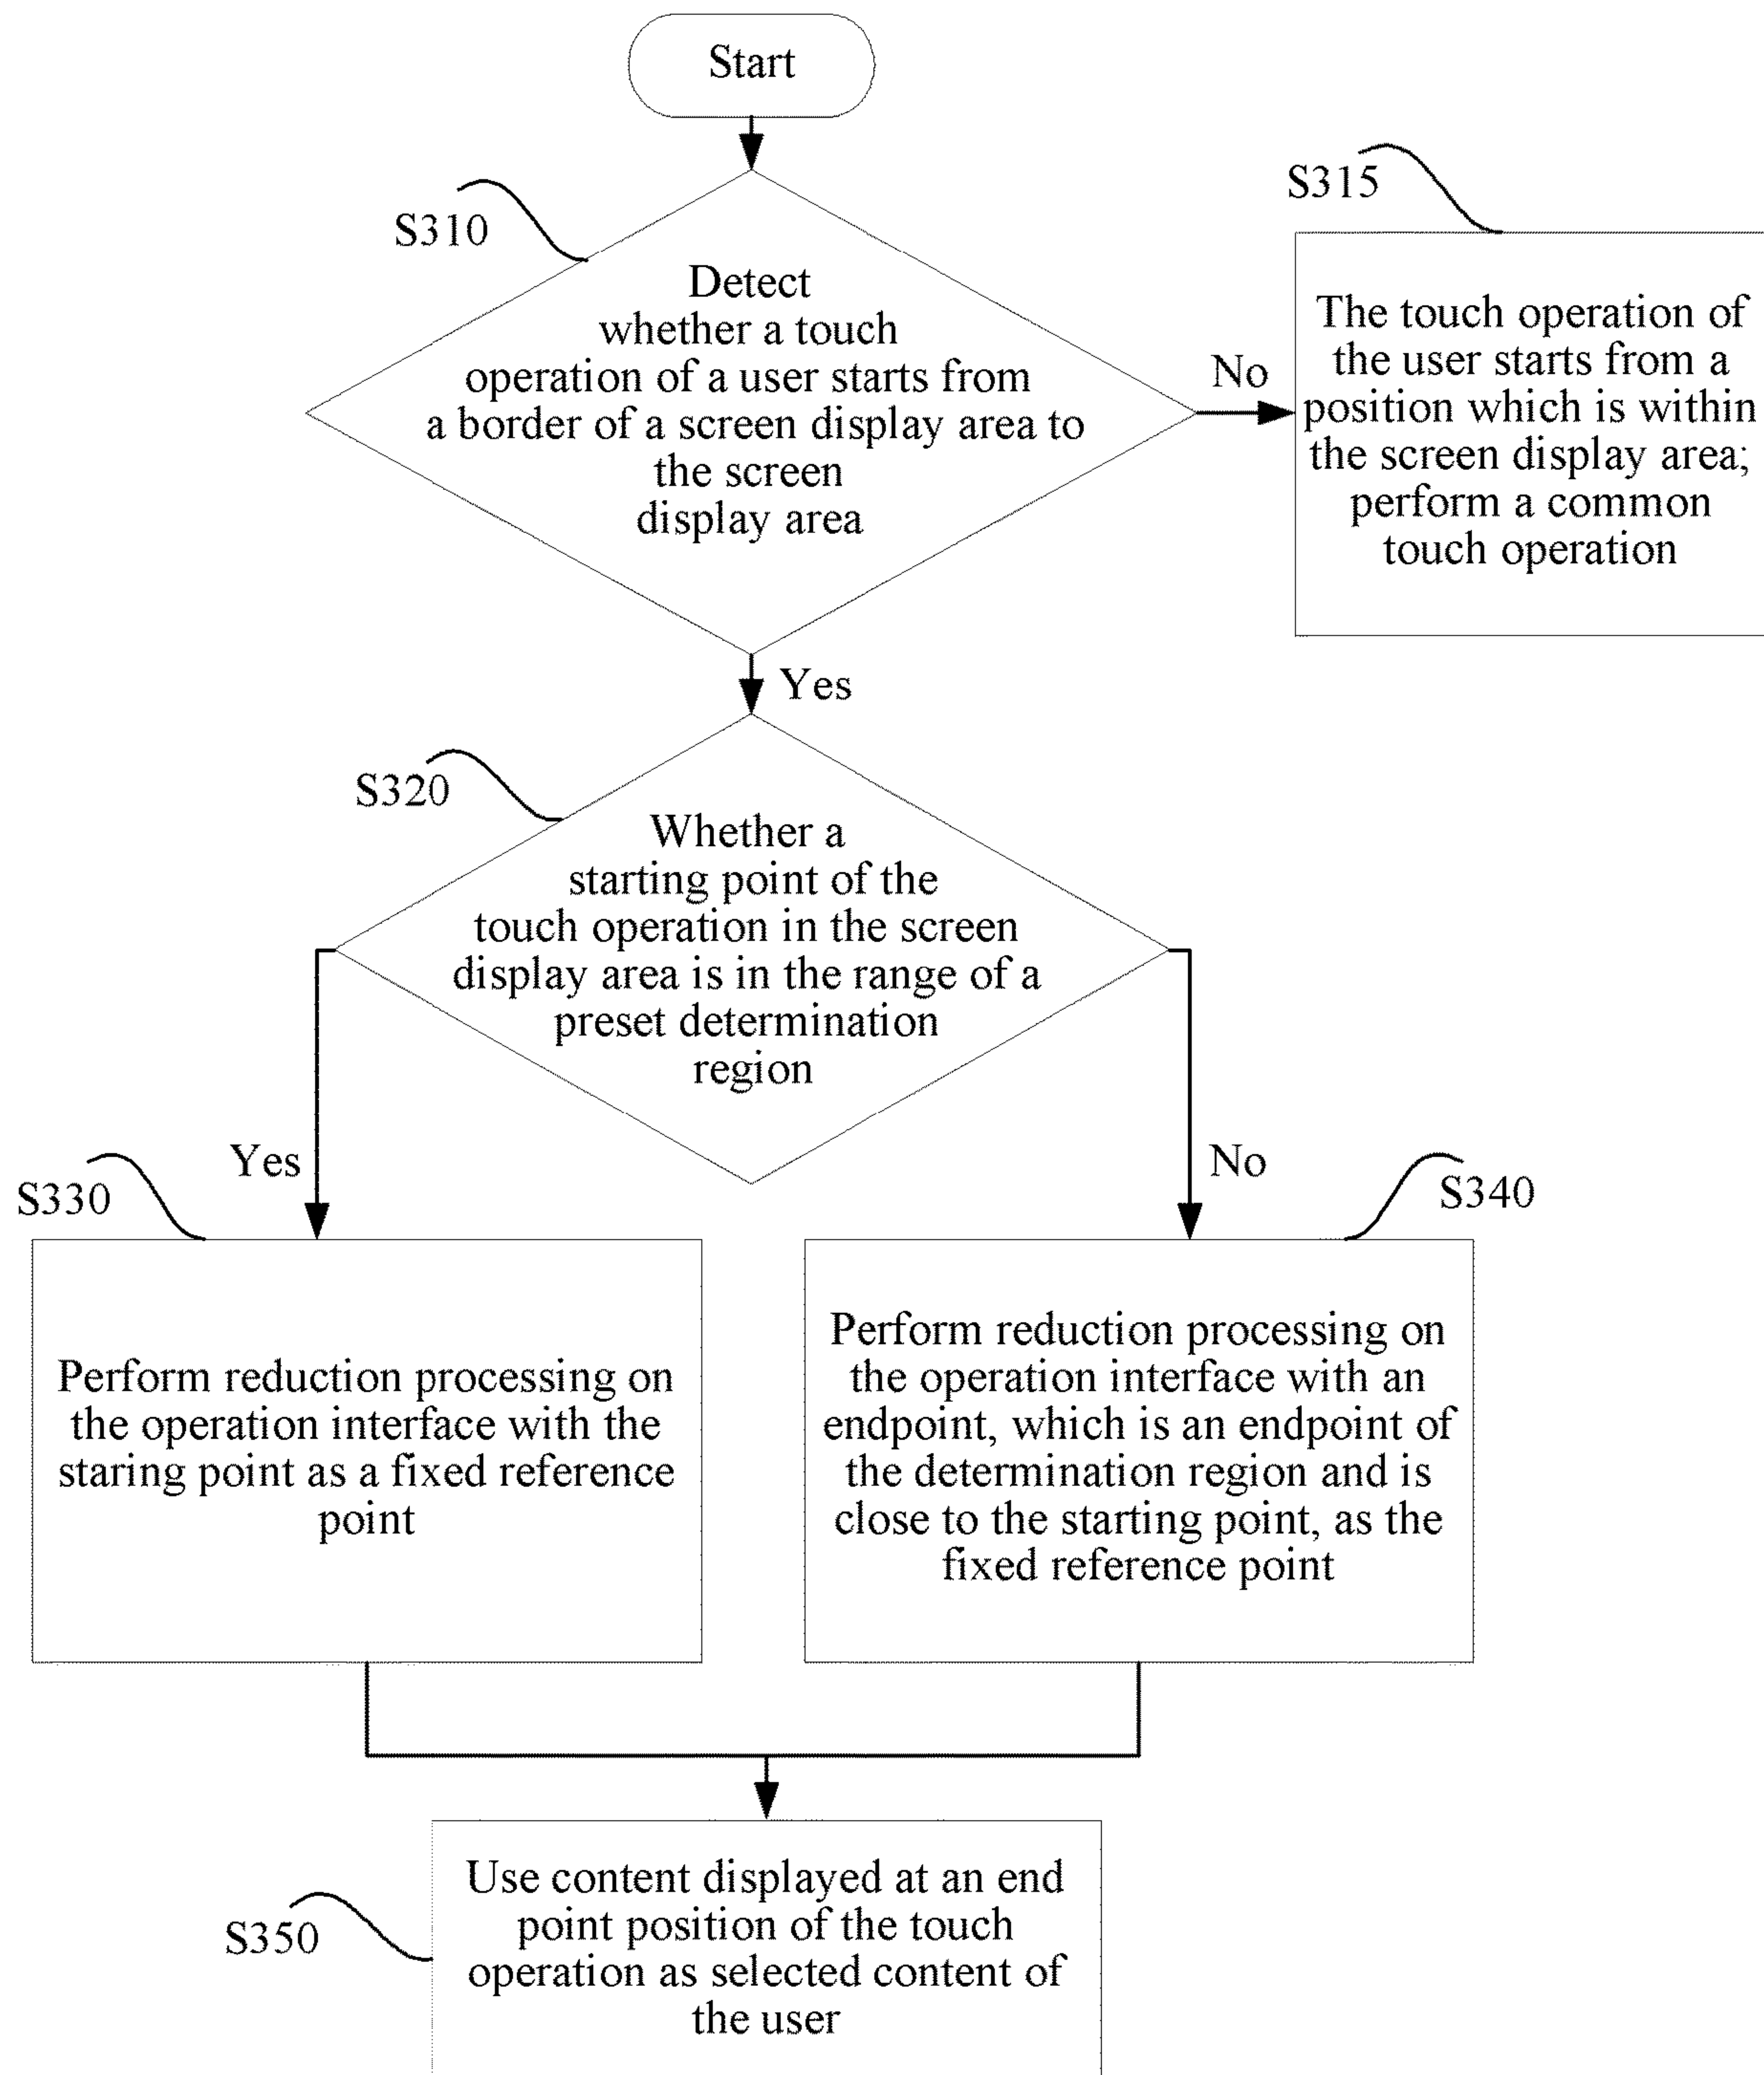 Start
S310
Detect
whether a touch
operation of a user starts from
a border of a screen display area to
the screen
display area
No
S315
The touch operation of
the user starts from a
position which is within
the screen display area;
perform a common
touch operation
Yes
S320
Whether a
starting point of the
touch operation in the screen
display area is in the range of a
preset determination
region
Yes
No
S330
Perform reduction processing on
the operation interface with the
staring point as a fixed reference
point
S340
Perform reduction processing on
the operation interface with an
endpoint, which is an endpoint of
the determination region and is
close to the starting point, as the
fixed reference point
S350
Use content displayed at an end
point position of the touch
operation as selected content of
the user